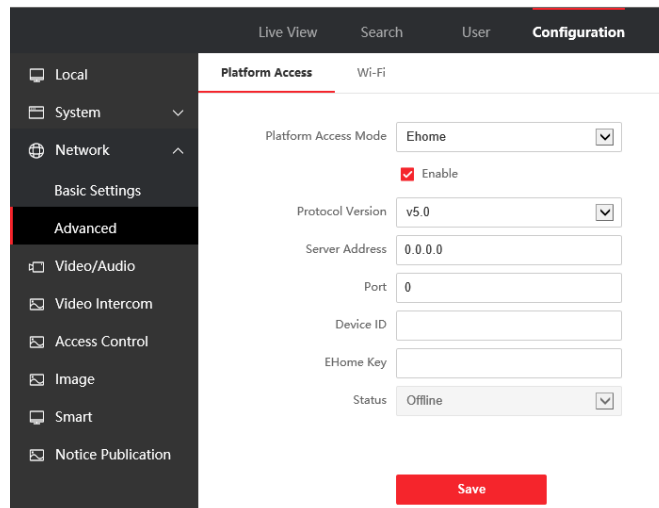 Live View Search User Configuration
Local
System
Network
Basic Settings
Advanced
Video/Audio
Video Intercom
Access Control
Image
Smart
Notice Publication
Platform Access Wi-Fi
Platform Access Mode Ehome
Enable
Protocol Version v5.0
Server Address 0.0.0.0
Port 0
Device ID
EHome Key
Status Offline
Save